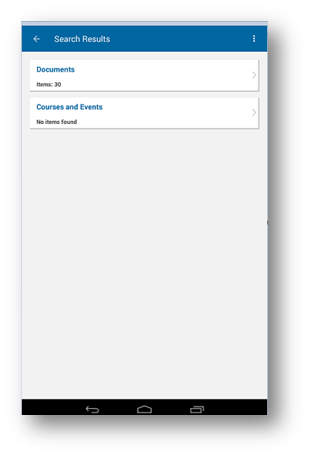 Search Results
Documents
Items: 30
Courses and Events
No items found